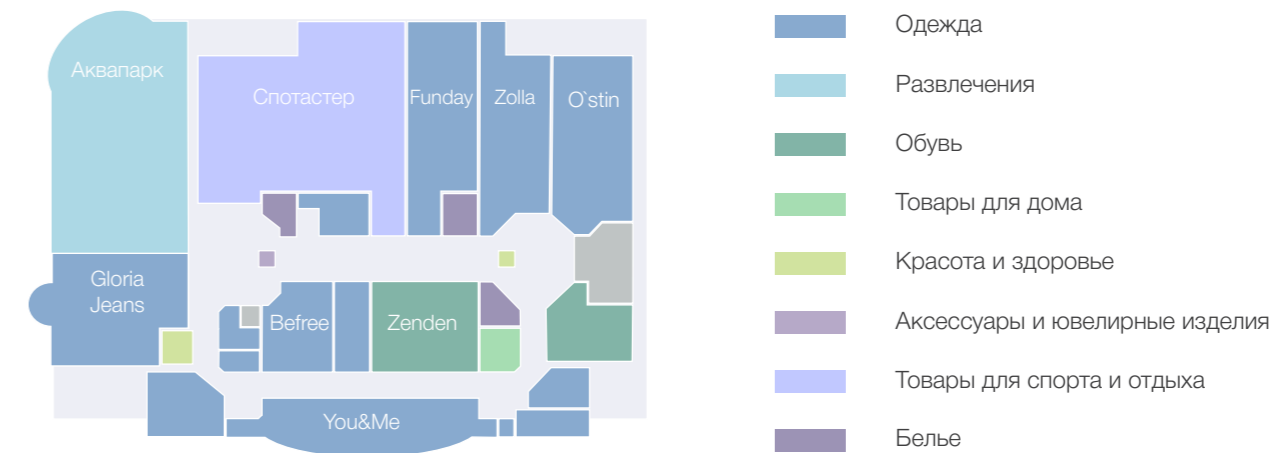 Аквапарк
Спотастер
Funday
Zolla
O`stin
Gloria
Jeans
Befree
Zenden
You&Me
Одежда
Развлечения
Обувь
Товары для дома
Красота и здоровье
Аксессуары и ювелирные изделия
Товары для спорта и отдыха
Белье